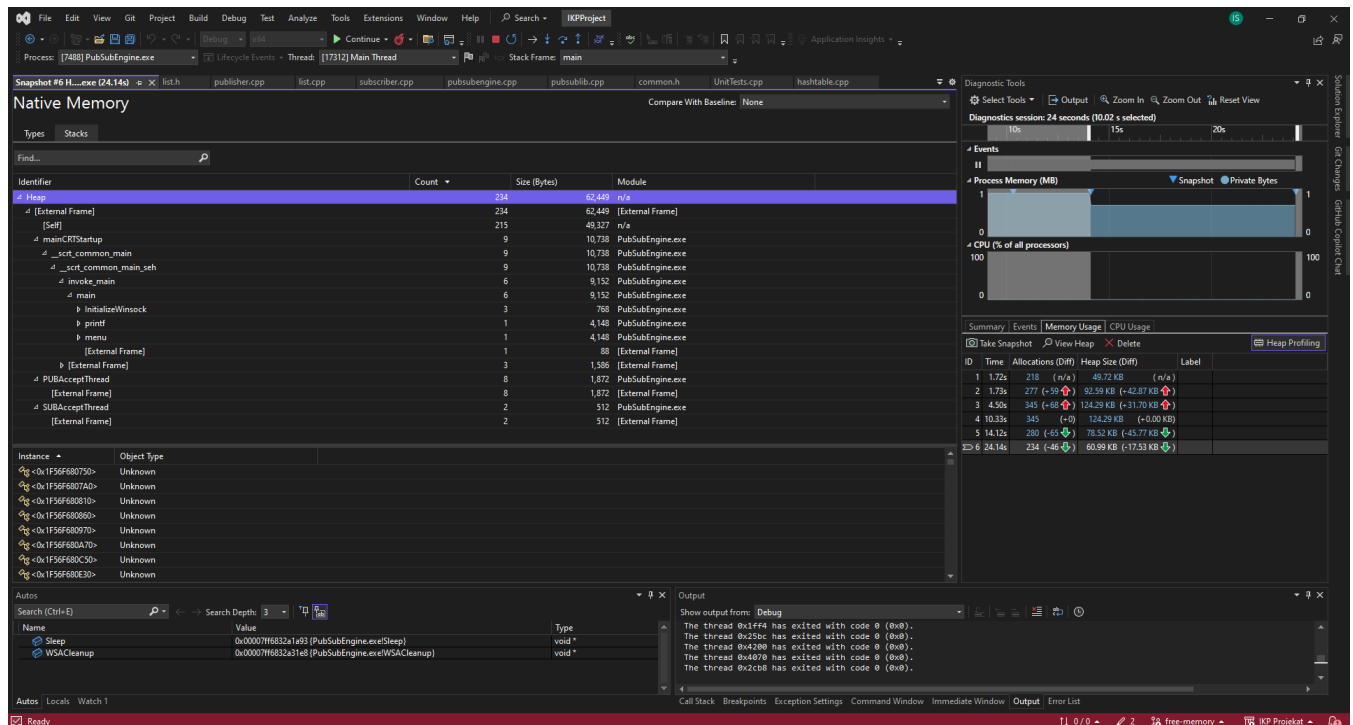 File Edit View Git Project Build Debug Test Analyze Tools Extensions Window Help Search IKPProject IS
Debug x64 Continue Application Insights
Process: [7488] PubSubEngine.exe Lifecycle Events Thread: [17312] Main Thread Stack Frame: main
Snapshot #6 H....exe (24.14s) list.h publisher.cpp list.cpp subscriber.cpp pubsubengine.cpp pubsublib.cpp common.h UnitTests.cpp hashtable.cpp
Native Memory Compare With Baseline: None
Types Stacks
Find...
Identifier Count Size (Bytes) Module
Heap 234 62,449 n/a
[External Frame] 234 62,449 [External Frame]
[Self] 215 49,327 n/a
mainCRTStartup 9 10,738 PubSubEngine.exe
__scrt_common_main 9 10,738 PubSubEngine.exe
__scrt_common_main_seh 9 10,738 PubSubEngine.exe
invoke_main 6 9,152 PubSubEngine.exe
main 6 9,152 PubSubEngine.exe
InitializeWinsock 3 768 PubSubEngine.exe
printf 1 4,148 PubSubEngine.exe
menu 1 4,148 PubSubEngine.exe
[External Frame] 1 88 [External Frame]
[External Frame] 3 1,586 [External Frame]
PUBAcceptThread 8 1,872 PubSubEngine.exe
[External Frame] 8 1,872 [External Frame]
SUBAcceptThread 2 512 PubSubEngine.exe
[External Frame] 2 512 [External Frame]
Instance Object Type
<0x1F56F680750> Unknown
<0x1F56F6807A0> Unknown
<0x1F56F680810> Unknown
<0x1F56F680860> Unknown
<0x1F56F680970> Unknown
<0x1F56F680A70> Unknown
<0x1F56F680C50> Unknown
<0x1F56F680E30> Unknown
Diagnostic Tools
Select Tools Output Zoom In Zoom Out Reset View
Diagnostics session: 24 seconds (10.02 s selected)
10s 15s 20s
Events
Process Memory (MB) Snapshot Private Bytes
1 1
0 0
CPU (% of all processors)
100 100
0 0
Summary Events Memory Usage CPU Usage
Take Snapshot View Heap Delete Heap Profiling
ID Time Allocations (Diff) Heap Size (Diff) Label
1 1.72s 218 (n/a) 49.72 KB (n/a)
2 1.73s 277 (+59) 92.59 KB (+42.87 KB)
3 4.50s 345 (+68) 124.29 KB (+31.70 KB)
4 10.33s 345 (+0) 124.29 KB (+0.00 KB)
5 14.12s 280 (-65) 78.52 KB (-45.77 KB)
6 24.14s 234 (-46) 60.99 KB (-17.53 KB)
Solution Explorer
Git Changes
GitHub Copilot Chat
Autos
Search (Ctrl+E) Search Depth: 3
Name Value Type
Sleep 0x00007ff6832a1a93 {PubSubEngine.exe!Sleep} void *
WSACleanup 0x00007ff6832a31e8 {PubSubEngine.exe!WSACleanup} void *
Autos Locals Watch 1
Output
Show output from: Debug
The thread 0x1ff4 has exited with code 0 (0x0).
The thread 0x25bc has exited with code 0 (0x0).
The thread 0x4200 has exited with code 0 (0x0).
The thread 0x4070 has exited with code 0 (0x0).
The thread 0x2cb8 has exited with code 0 (0x0).
Call Stack Breakpoints Exception Settings Command Window Immediate Window Output Error List
Ready 0 / 0 2 free-memory IKP Projekat